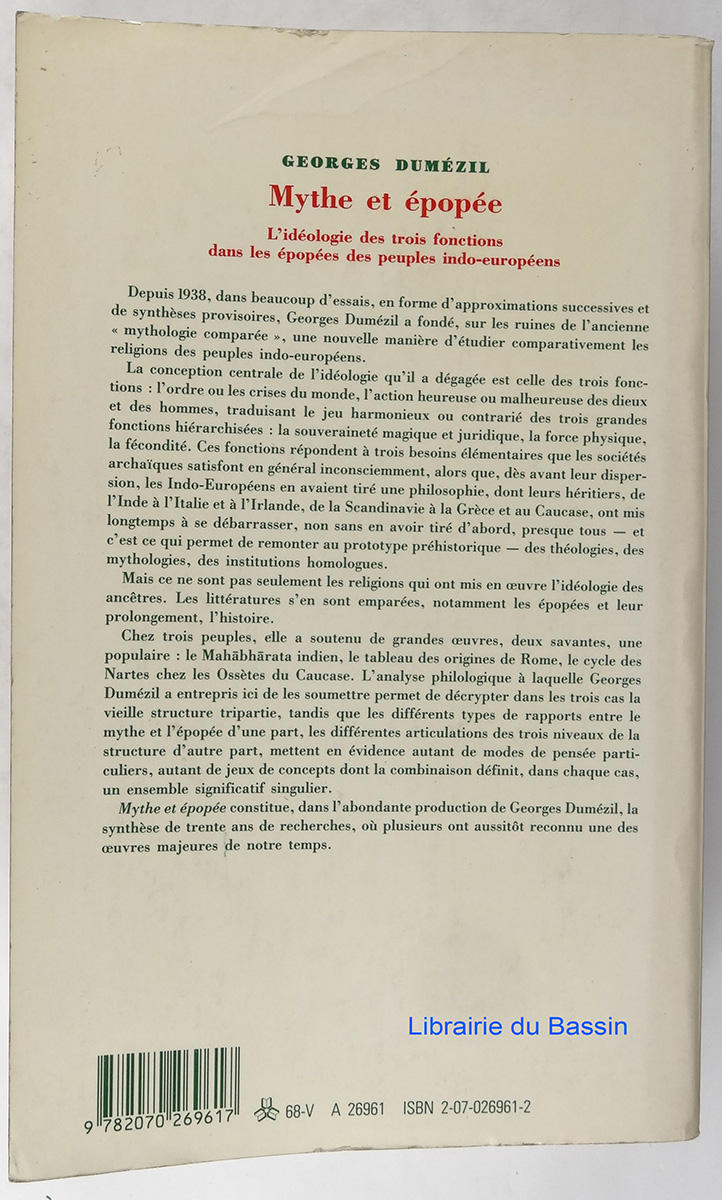 GEORGES DUMÉZIL
Mythe et épopée
L'idéologie des trois fonctions
dans les épopées des peuples indo-européens
Depuis 1938, dans beaucoup d'essais, en forme d'approximations successives et
de synthèses provisoires, Georges Dumézil a fondé, sur les ruines de l'ancienne
« mythologie comparée », une nouvelle manière d'étudier comparativement les
religions des peuples indo-européens.
La conception centrale de l'idéologie qu'il a dégagée est celle des trois fonc-
tions : l'ordre ou les crises du monde, l'action heureuse ou malheureuse des dieux
et des hommes, traduisant le jeu harmonieux ou contrarié des trois grandes
fonctions hiérarchisées : la souveraineté magique et juridique, la force physique,
la fécondité. Ces fonctions répondent à trois besoins élémentaires que les sociétés
archaïques satisfont en général inconsciemment, alors que, dès avant leur disper-
sion, les Indo-Européens en avaient tiré une philosophie, dont leurs héritiers, de
l'Inde à l'Italie et à l'Irlande, de la Scandinavie à la Grèce et au Caucase, ont mis
longtemps à se débarrasser, non sans en avoir tiré d'abord, presque tous — et
c'est ce qui permet de remonter au prototype préhistorique — des théologies, des
mythologies, des institutions homologues.
Mais ce ne sont pas seulement les religions qui ont mis en œuvre l'idéologie des
ancêtres. Les littératures s'en sont emparées, notamment les épopées et leur
prolongement, l'histoire.
Chez trois peuples, elle a soutenu de grandes œuvres, deux savantes, une
populaire : le Mahābhārata indien, le tableau des origines de Rome, le cycle des
Nartes chez les Ossètes du Caucase. L'analyse philologique à laquelle Georges
Dumézil a entrepris ici de les soumettre permet de décrypter dans les trois cas la
vieille structure tripartie, tandis que les différents types de rapports entre le
mythe et l'épopée d'une part, les différentes articulations des trois niveaux de la
structure d'autre part, mettent en évidence autant de modes de pensée parti-
culiers, autant de jeux de concepts dont la combinaison définit, dans chaque cas,
un ensemble significatif singulier.
Mythe et épopée constitue, dans l'abondante production de Georges Dumézil, la
synthèse de trente ans de recherches, où plusieurs ont aussitôt reconnu une des
œuvres majeures de notre temps.
Librairie du Bassin
9 782070 269617
68-V A 26961 ISBN 2-07-026961-2